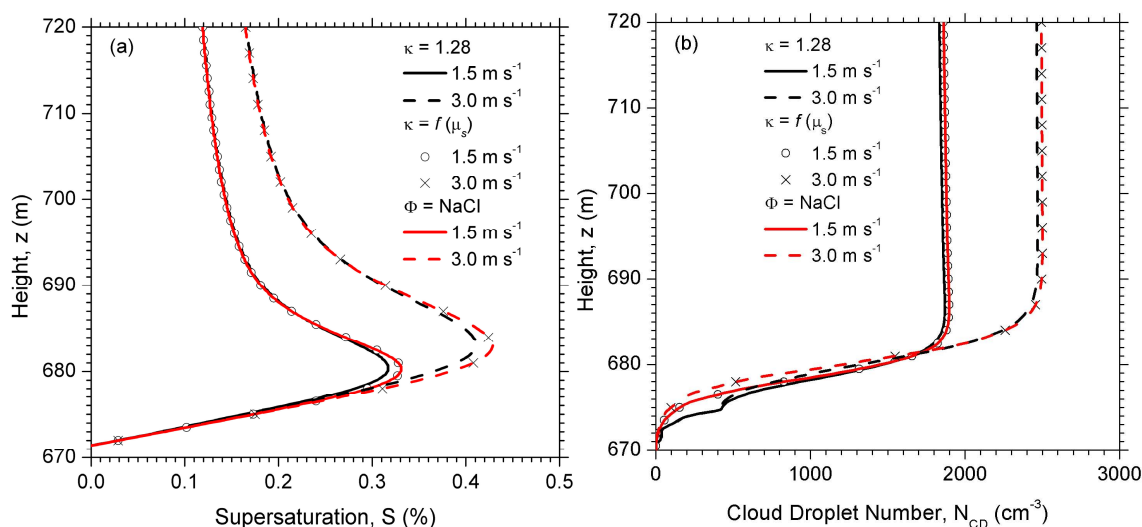 (a)
κ = 1.28
1.5 m s⁻¹
3.0 m s⁻¹
κ = f (μₛ)
1.5 m s⁻¹
3.0 m s⁻¹
Φ = NaCl
1.5 m s⁻¹
3.0 m s⁻¹
720
710
700
690
680
670
Height, z (m)
0.0 0.1 0.2 0.3 0.4 0.5
Supersaturation, S (%)
(b)
κ = 1.28
1.5 m s⁻¹
3.0 m s⁻¹
κ = f (μₛ)
1.5 m s⁻¹
3.0 m s⁻¹
Φ = NaCl
1.5 m s⁻¹
3.0 m s⁻¹
720
710
700
690
680
670
Height, z (m)
0 1000 2000 3000
Cloud Droplet Number, N_CD (cm⁻³)